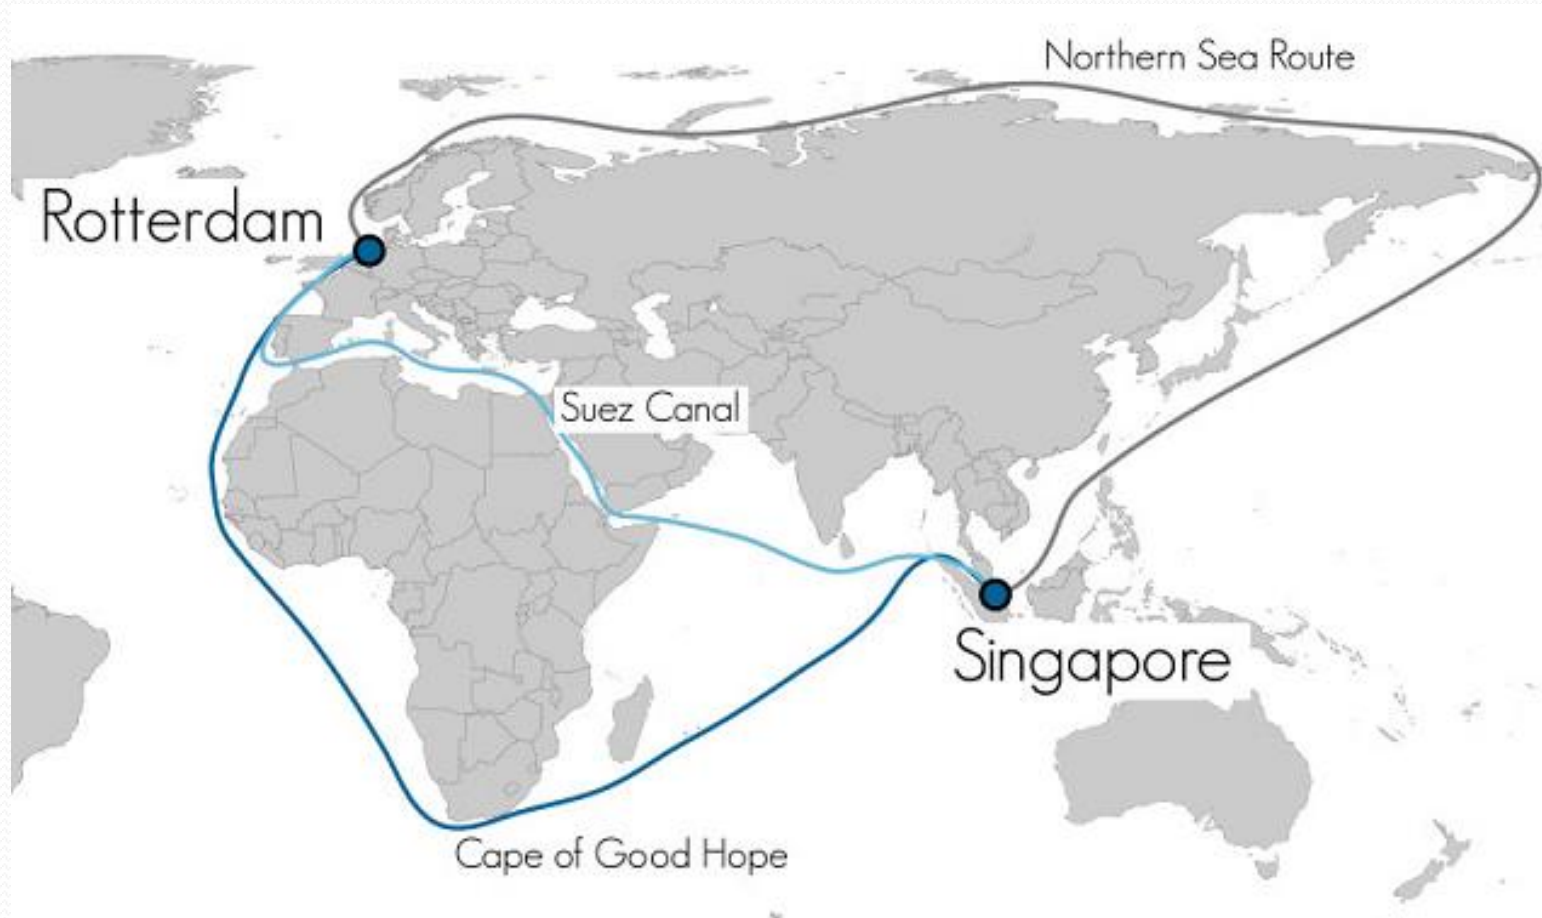 Northern Sea Route
Rotterdam
Suez Canal
Singapore
Cape of Good Hope